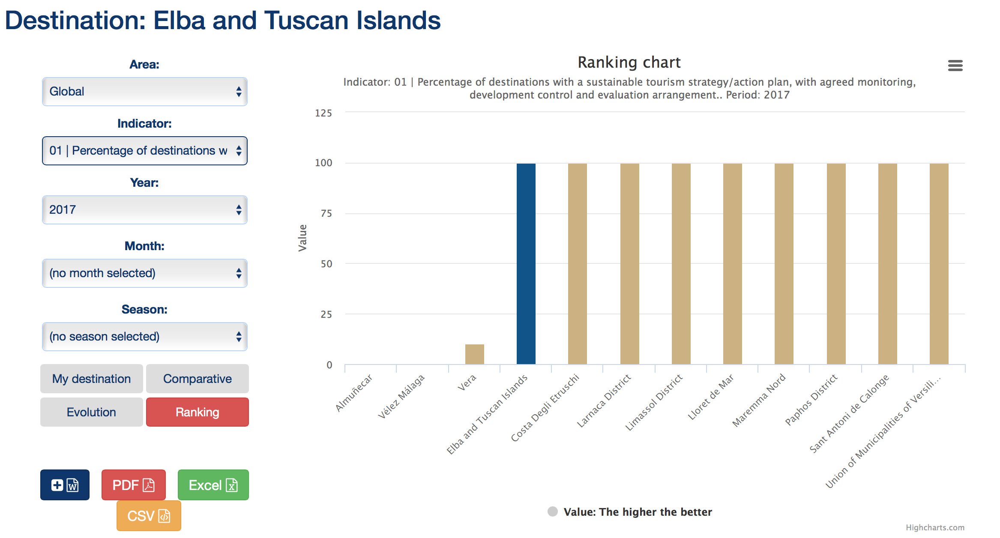 Destination: Elba and Tuscan Islands
Area:
Global
Indicator:
01 | Percentage of destinations w
Year:
2017
Month:
(no month selected)
Season:
(no season selected)
My destination
Comparative
Evolution
Ranking
PDF
Excel
CSV
Ranking chart
Indicator: 01 | Percentage of destinations with a sustainable tourism strategy/action plan, with agreed monitoring,
development control and evaluation arrangement.. Period: 2017
Value
125
100
75
50
25
0
Almuñecar
Vélez Málaga
Vera
Elba and Tuscan Islands
Costa Degli Etruschi
Larnaca District
Limassol District
Lloret de Mar
Maremma Nord
Paphos District
Sant Antoni de Calonge
Union of Municipalities of Versili...
Value: The higher the better
Highcharts.com